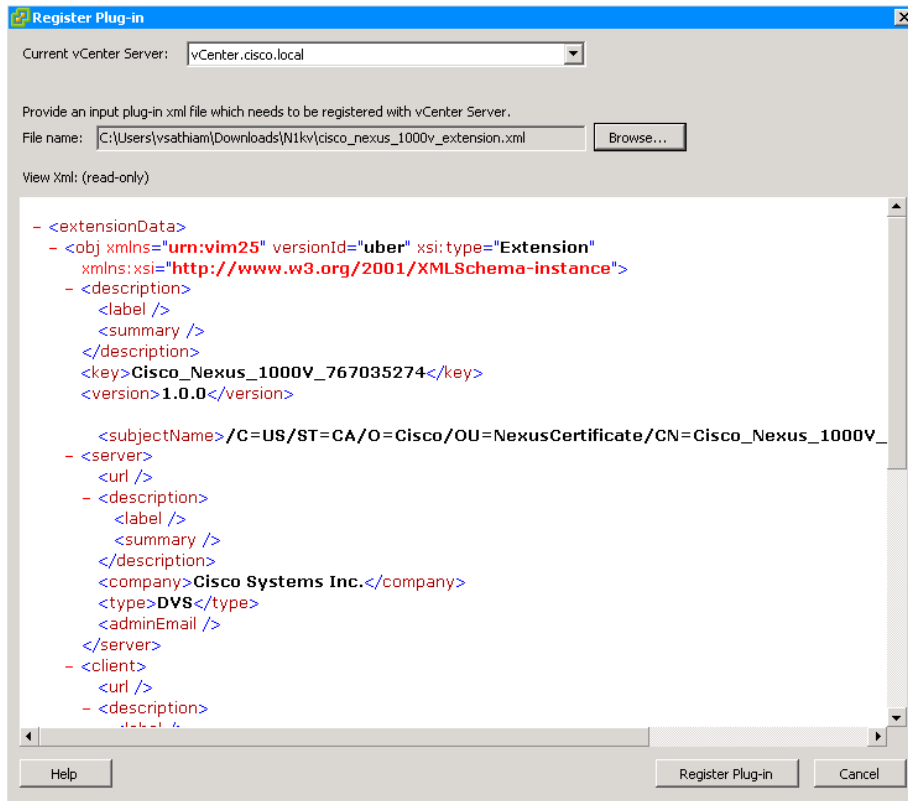 Register Plug-in
Current vCenter Server: vCenter.cisco.local
Provide an input plug-in xml file which needs to be registered with vCenter Server.
File name: C:\Users\vsathiam\Downloads\N1kv\cisco_nexus_1000v_extension.xml Browse...
View Xml: (read-only)
- <extensionData>
- <obj xmlns="urn:vim25" versionId="uber" xsi:type="Extension"
xmlns:xsi="http://www.w3.org/2001/XMLSchema-instance">
- <description>
<label />
<summary />
</description>
<key>Cisco_Nexus_1000V_767035274</key>
<version>1.0.0</version>
<subjectName>/C=US/ST=CA/O=Cisco/OU=NexusCertificate/CN=Cisco_Nexus_1000V_
- <server>
<url />
- <description>
<label />
<summary />
</description>
<company>Cisco Systems Inc.</company>
<type>DVS</type>
<adminEmail />
</server>
- <client>
<url />
- <description>
Help Register Plug-in Cancel